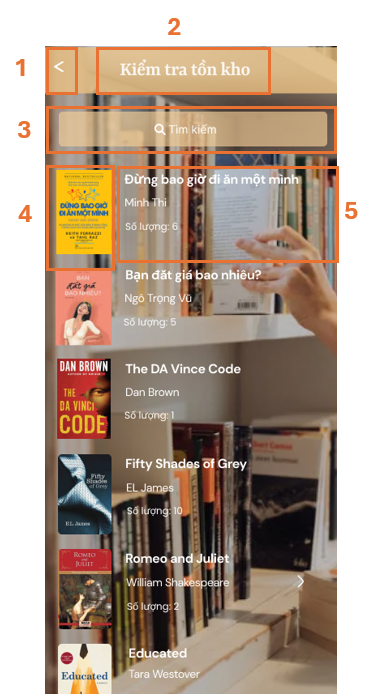 2
1
<
Kiểm tra tồn kho
3
Tìm kiếm
4
ĐỪNG BAO GIỜ
ĐI ĂN MỘT MÌNH
KEITH FERRAZZI
VÀ TAHL RAZ
Đừng bao giờ đi ăn một mình
Minh Thi
Số lượng: 6
5
BẠN
đắt giá
BAO NHIÊU?
Bạn đắt giá bao nhiêu?
Ngô Trọng Vũ
Số lượng: 5
DAN BROWN
THE
DA VINCI
CODE
The DA Vince Code
Dan Brown
Số lượng: 1
Fifty Shades
of Grey
EL James
Fifty Shades of Grey
EL James
Số lượng: 10
ROMEO
and
JULIET
Romeo and Juliet
William Shakespeare
Số lượng: 2
Educated
Educated
Tara Westover